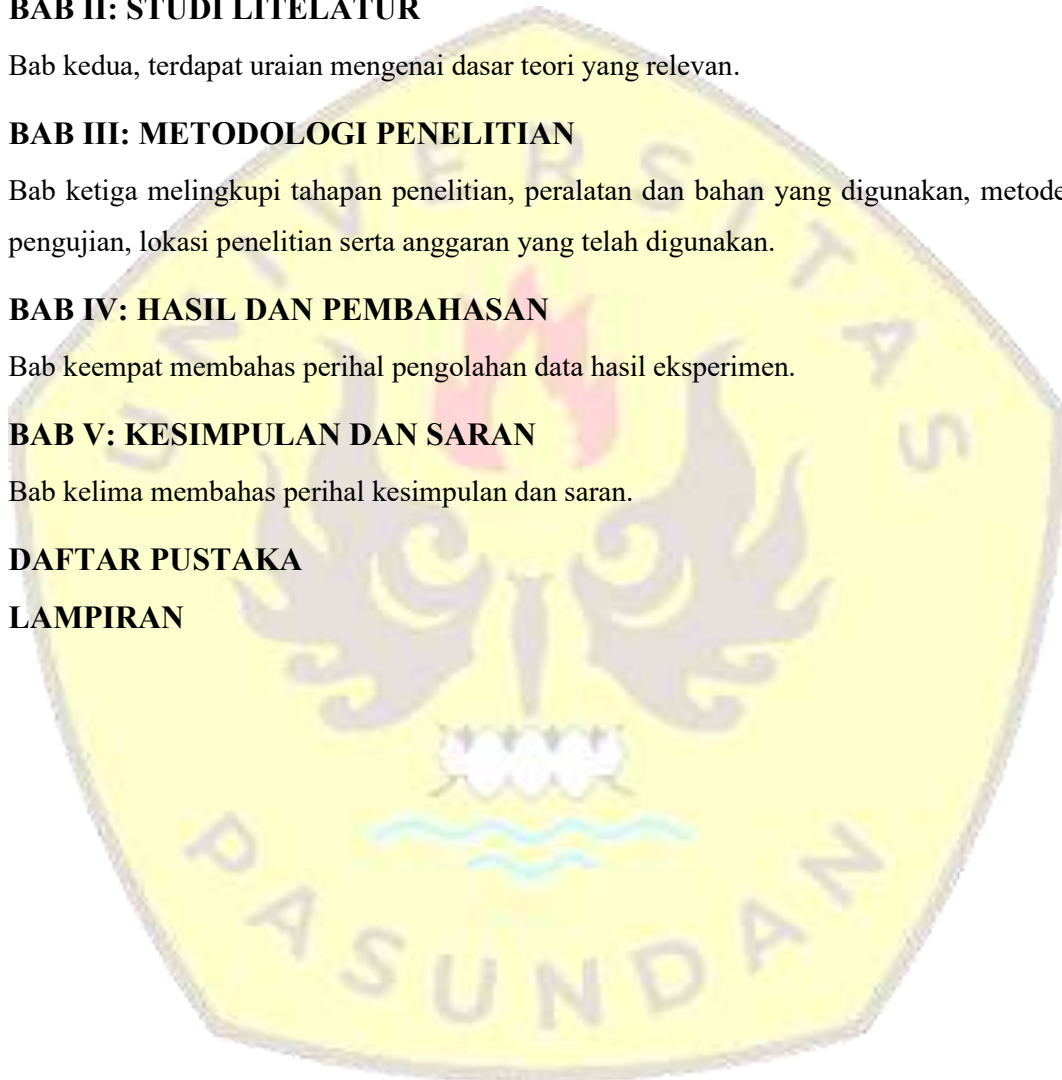 BAB II: STUDI LITELATUR
Bab kedua, terdapat uraian mengenai dasar teori yang relevan.
BAB III: METODOLOGI PENELITIAN
Bab ketiga melingkupi tahapan penelitian, peralatan dan bahan yang digunakan, metode
pengujian, lokasi penelitian serta anggaran yang telah digunakan.
BAB IV: HASIL DAN PEMBAHASAN
Bab keempat membahas perihal pengolahan data hasil eksperimen.
BAB V: KESIMPULAN DAN SARAN
Bab kelima membahas perihal kesimpulan dan saran.
DAFTAR PUSTAKA
LAMPIRAN
UNIVERSITAS
PASUNDAN